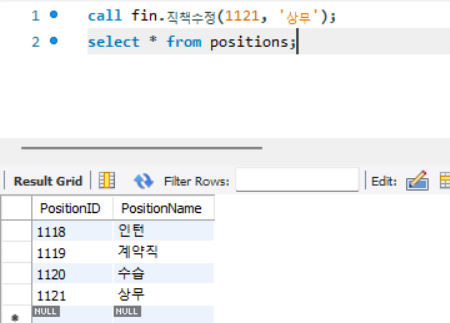 1 call fin.직책수정(1121, '상무');
2 select * from positions;
Result Grid Filter Rows: Edit:
PositionID PositionName
1118 인턴
1119 계약직
1120 수습
1121 상무
* NULL NULL